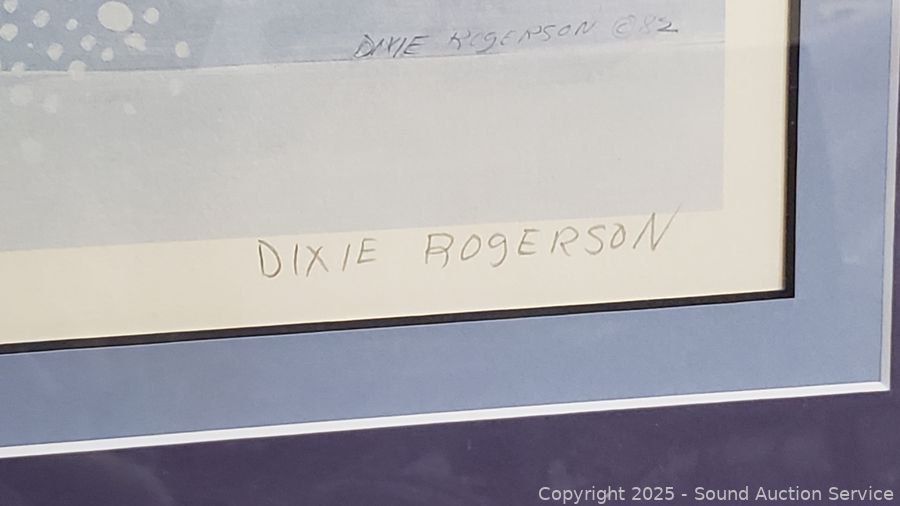 DIXIE ROGERSON ©82
DIXIE ROGERSON
Copyright 2025 - Sound Auction Service